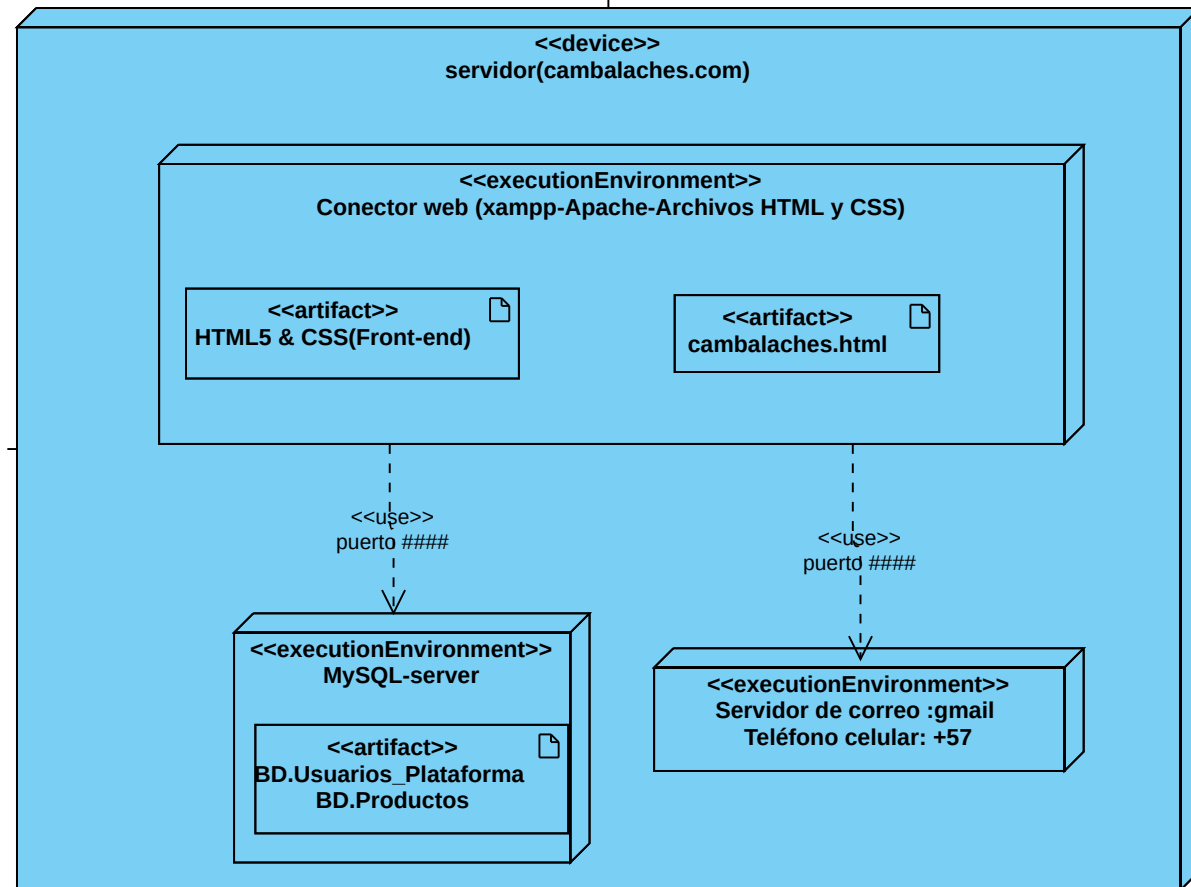 <<device>>
servidor(cambalaches.com)
<<executionEnvironment>>
Conector web (xampp-Apache-Archivos HTML y CSS)
<<artifact>>
HTML5 & CSS(Front-end)
<<artifact>>
cambalaches.html
<<use>>
puerto ####
<<use>>
puerto ####
<<executionEnvironment>>
MySQL-server
<<artifact>>
BD.Usuarios_Plataforma
BD.Productos
<<executionEnvironment>>
Servidor de correo :gmail
Teléfono celular: +57